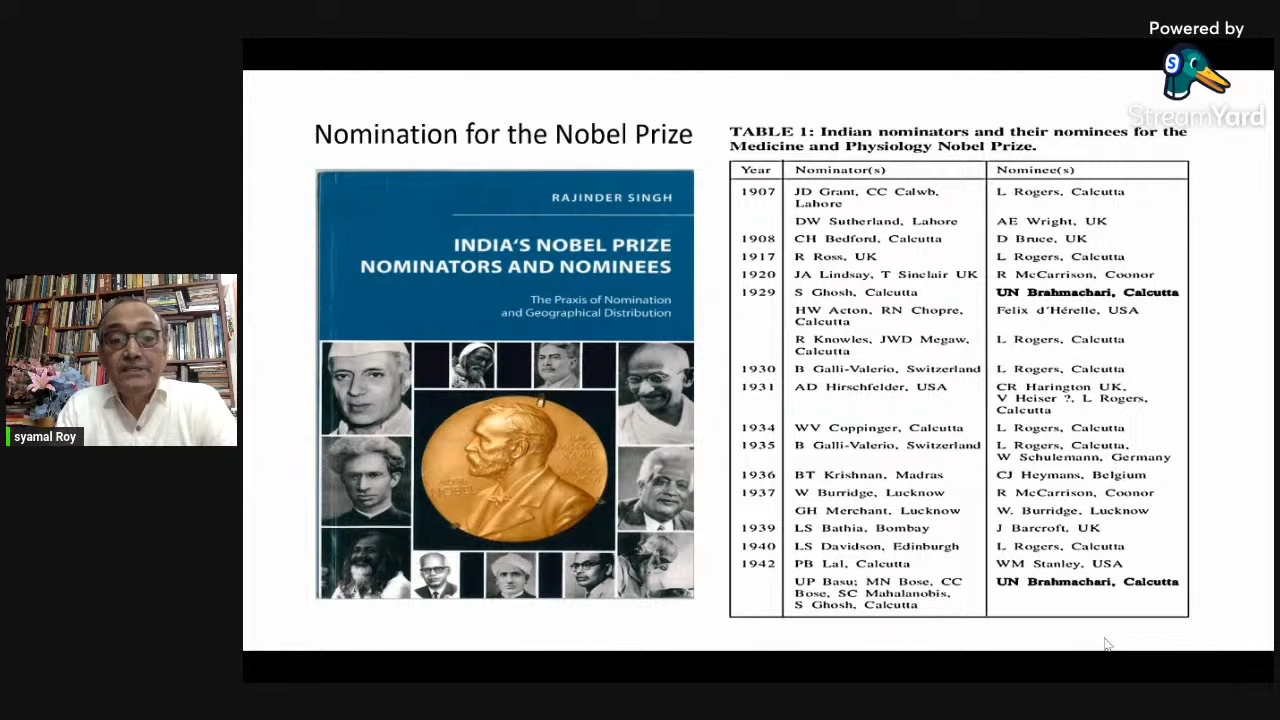 Powered by
StreamYard
Nomination for the Nobel Prize
RAJINDER SINGH
INDIA'S NOBEL PRIZE
NOMINATORS AND NOMINEES
The Praxis of Nomination
and Geographical Distribution
TABLE 1: Indian nominators and their nominees for the
Medicine and Physiology Nobel Prize.
Year Nominator(s) Nominee(s)
1907 JD Grant, CC Calwb, L Rogers, Calcutta
Lahore
DW Sutherland, Lahore AE Wright, UK
1908 CH Bedford, Calcutta D Bruce, UK
1917 R Ross, UK L Rogers, Calcutta
1920 JA Lindsay, T Sinclair UK R McCarrison, Coonor
1929 S Ghosh, Calcutta UN Brahmachari, Calcutta
HW Acton, RN Chopre, Felix d'Hérelle, USA
Calcutta
R Knowles, JWD Megaw, L Rogers, Calcutta
Calcutta
1930 B Galli-Valerio, Switzerland L Rogers, Calcutta
1931 AD Hirschfelder, USA CR Harington UK,
V Heiser ?, L Rogers,
Calcutta
1934 WV Coppinger, Calcutta L Rogers, Calcutta
1935 B Galli-Valerio, Switzerland L Rogers, Calcutta,
W Schulemann, Germany
1936 BT Krishnan, Madras CJ Heymans, Belgium
1937 W Burridge, Lucknow R McCarrison, Coonor
GH Merchant, Lucknow W. Burridge, Lucknow
1939 LS Bathia, Bombay J Barcroft, UK
1940 LS Davidson, Edinburgh L Rogers, Calcutta
1942 PB Lal, Calcutta WM Stanley, USA
UP Basu; MN Bose, CC UN Brahmachari, Calcutta
Bose, SC Mahalanobis,
S Ghosh, Calcutta
syamal Roy